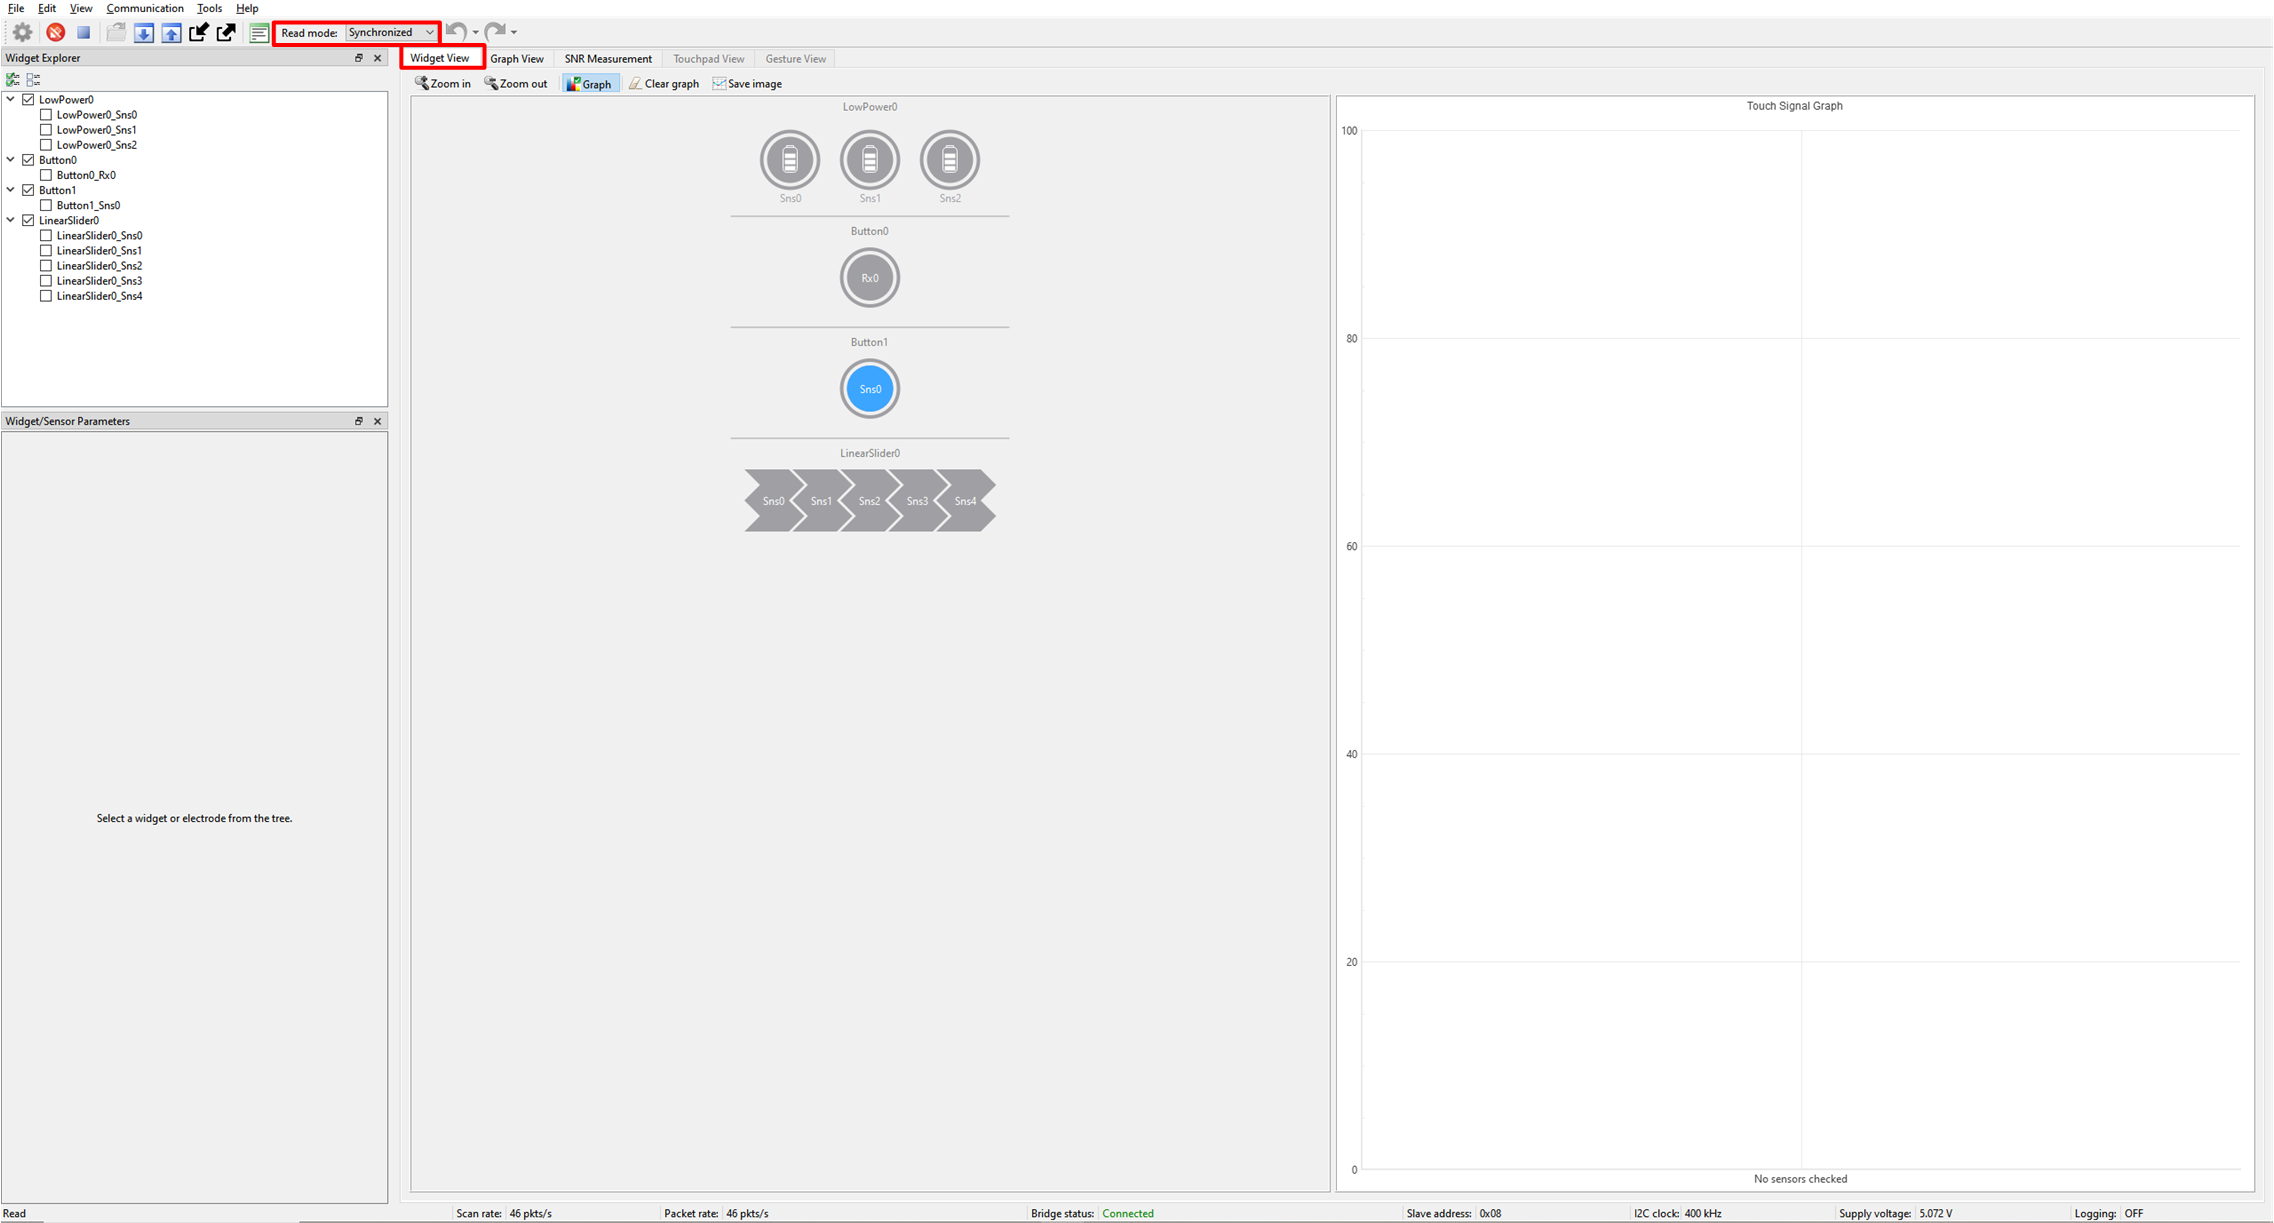 File Edit View Communication Tools Help
Read mode: Synchronized
Widget Explorer
LowPower0
LowPower0_Sns0
LowPower0_Sns1
LowPower0_Sns2
Button0
Button0_Rx0
Button1
Button1_Sns0
LinearSlider0
LinearSlider0_Sns0
LinearSlider0_Sns1
LinearSlider0_Sns2
LinearSlider0_Sns3
LinearSlider0_Sns4
Widget/Sensor Parameters
Select a widget or electrode from the tree.
Widget View Graph View SNR Measurement Touchpad View Gesture View
Zoom in Zoom out Graph Clear graph Save image
LowPower0
Sns0 Sns1 Sns2
Button0
Rx0
Button1
Sns0
LinearSlider0
Sns0 Sns1 Sns2 Sns3 Sns4
Touch Signal Graph
100
80
60
40
20
0
No sensors checked
Read Scan rate: 46 pkts/s Packet rate: 46 pkts/s Bridge status: Connected Slave address: 0x08 I2C clock: 400 kHz Supply voltage: 5.072 V Logging: OFF